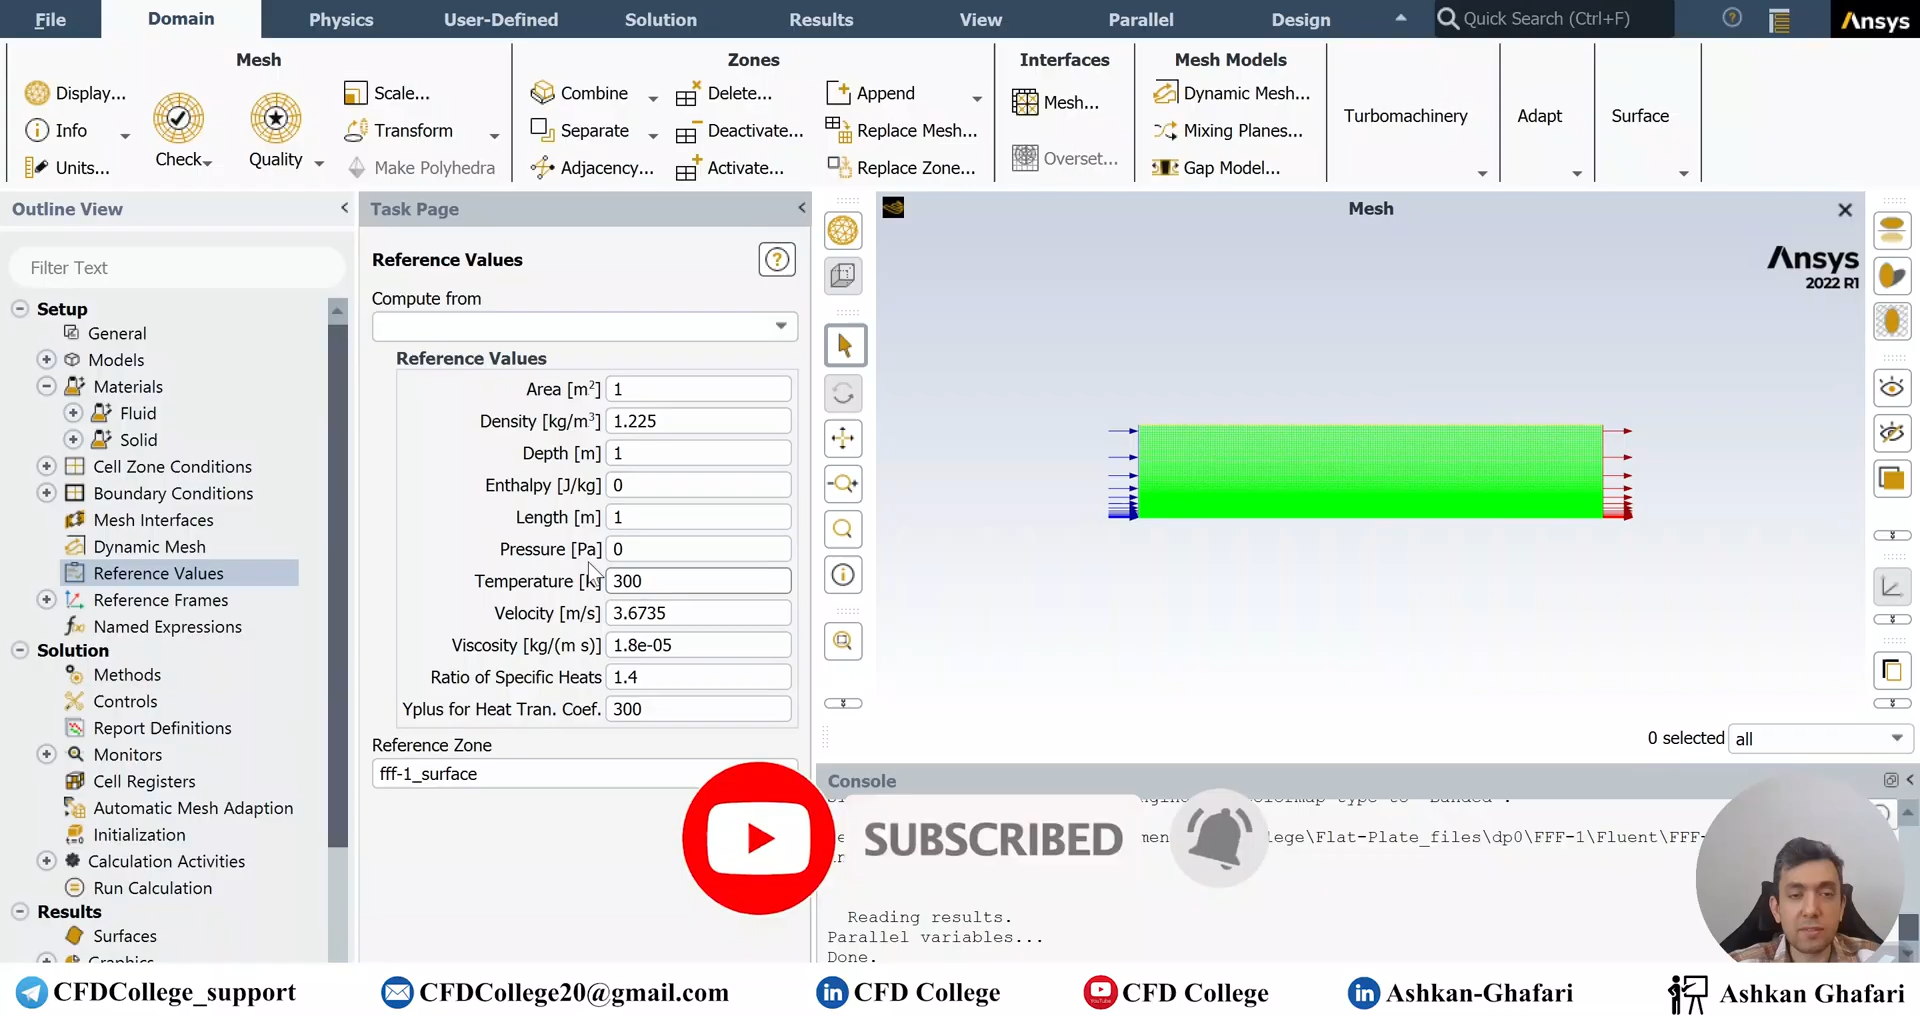 File Domain Physics User-Defined Solution Results View Parallel Design Quick Search (Ctrl+F) Ansys
Mesh Zones Interfaces Mesh Models
Display... Scale... Combine Delete... Append Mesh... Dynamic Mesh...
Info Transform Separate Deactivate... Replace Mesh... Mixing Planes... Turbomachinery Adapt Surface
Units... Check Quality Make Polyhedra Adjacency... Activate... Replace Zone... Overset... Gap Model...
Outline View
Filter Text
Setup
General
Models
Materials
Fluid
Solid
Cell Zone Conditions
Boundary Conditions
Mesh Interfaces
Dynamic Mesh
Reference Values
Reference Frames
Named Expressions
Solution
Methods
Controls
Report Definitions
Monitors
Cell Registers
Automatic Mesh Adaption
Initialization
Calculation Activities
Run Calculation
Results
Surfaces
Task Page
Reference Values
Compute from
Reference Values
Area [m²] 1
Density [kg/m³] 1.225
Depth [m] 1
Enthalpy [J/kg] 0
Length [m] 1
Pressure [Pa] 0
Temperature [K] 300
Velocity [m/s] 3.6735
Viscosity [kg/(m s)] 1.8e-05
Ratio of Specific Heats 1.4
Yplus for Heat Tran. Coef. 300
Reference Zone
fff-1_surface
Mesh
Ansys
2022 R1
0 selected all
Console
lege\Flat-Plate_files\dp0\FFF-1\Fluent\FFF-
SUBSCRIBED
Reading results.
Parallel variables...
Done.
CFDCollege_support CFDCollege20@gmail.com CFD College CFD College Ashkan-Ghafari Ashkan Ghafari